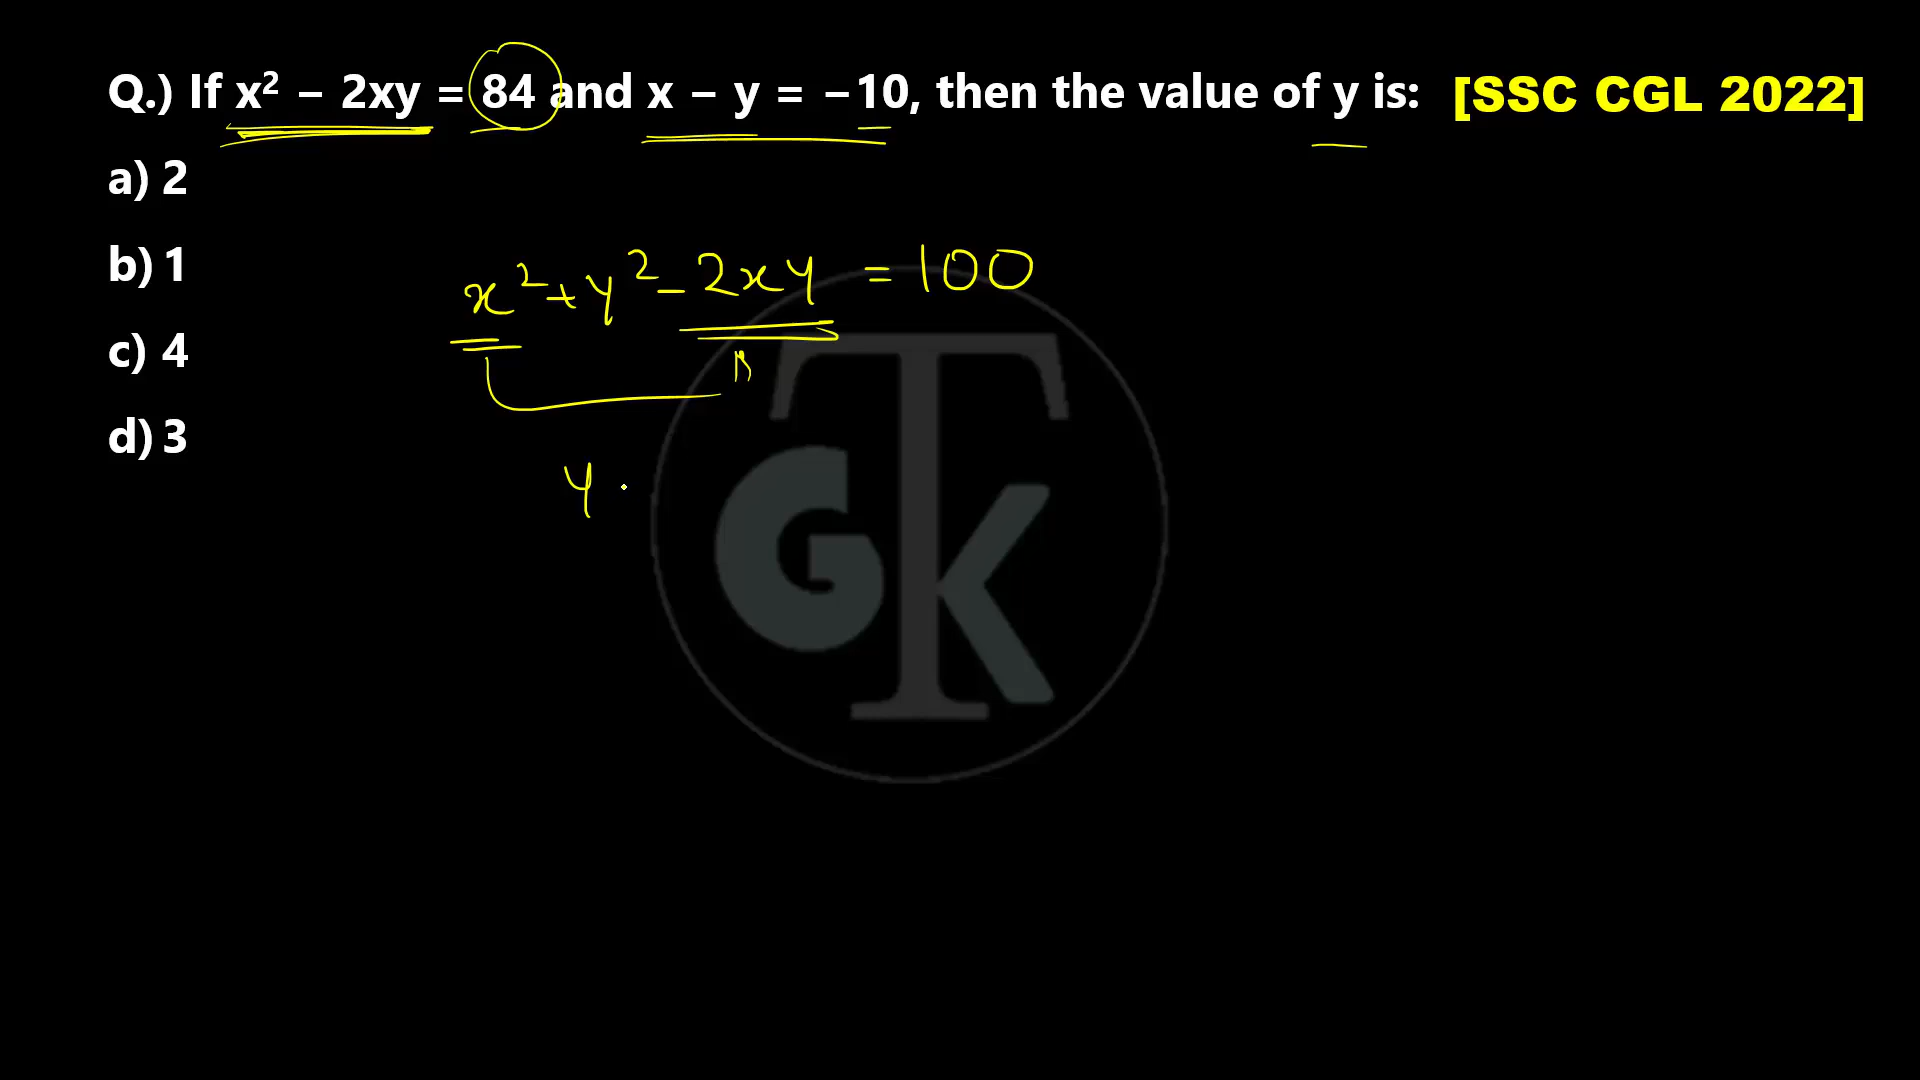 Q.) If x² − 2xy = 84 and x − y = −10, then the value of y is: [SSC CGL 2022]
a) 2
b) 1
c) 4
d) 3
x² + y² − 2xy = 100
y
GTK